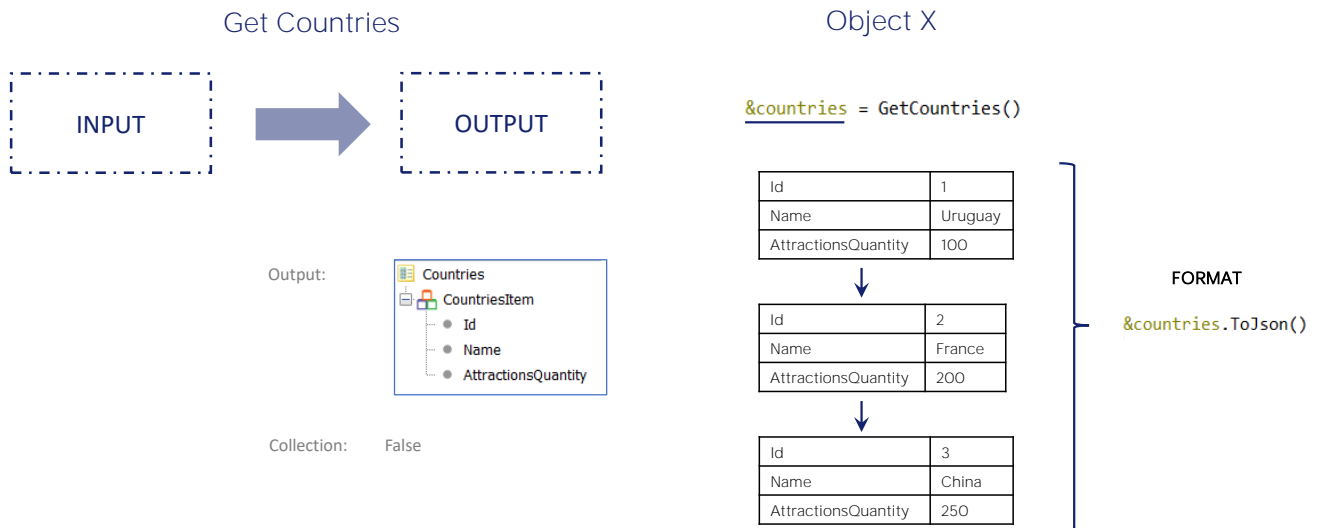 Get Countries
INPUT
OUTPUT
Output:
Countries
CountriesItem
Id
Name
AttractionsQuantity
Collection: False
Object X
&countries = GetCountries()
Id 1
Name Uruguay
AttractionsQuantity 100
Id 2
Name France
AttractionsQuantity 200
Id 3
Name China
AttractionsQuantity 250
FORMAT
&countries.ToJson()